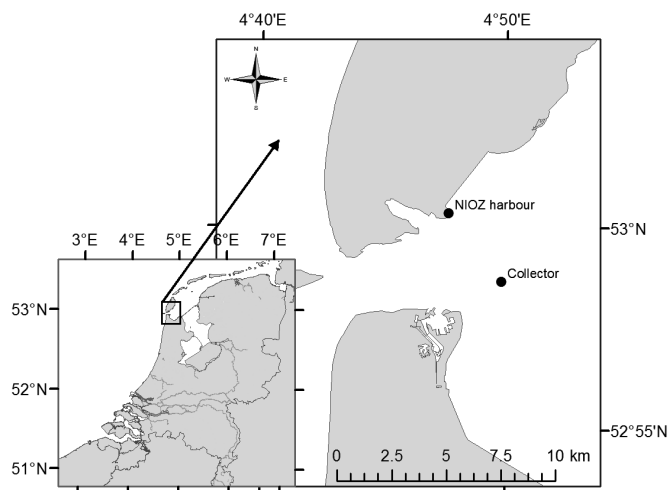 4°40'E 4°50'E
N
W E
S
NIOZ harbour
53°N
3°E 4°E 5°E 6°E 7°E
Collector
53°N
52°N
52°55'N
0 2.5 5 7.5 10 km
51°N